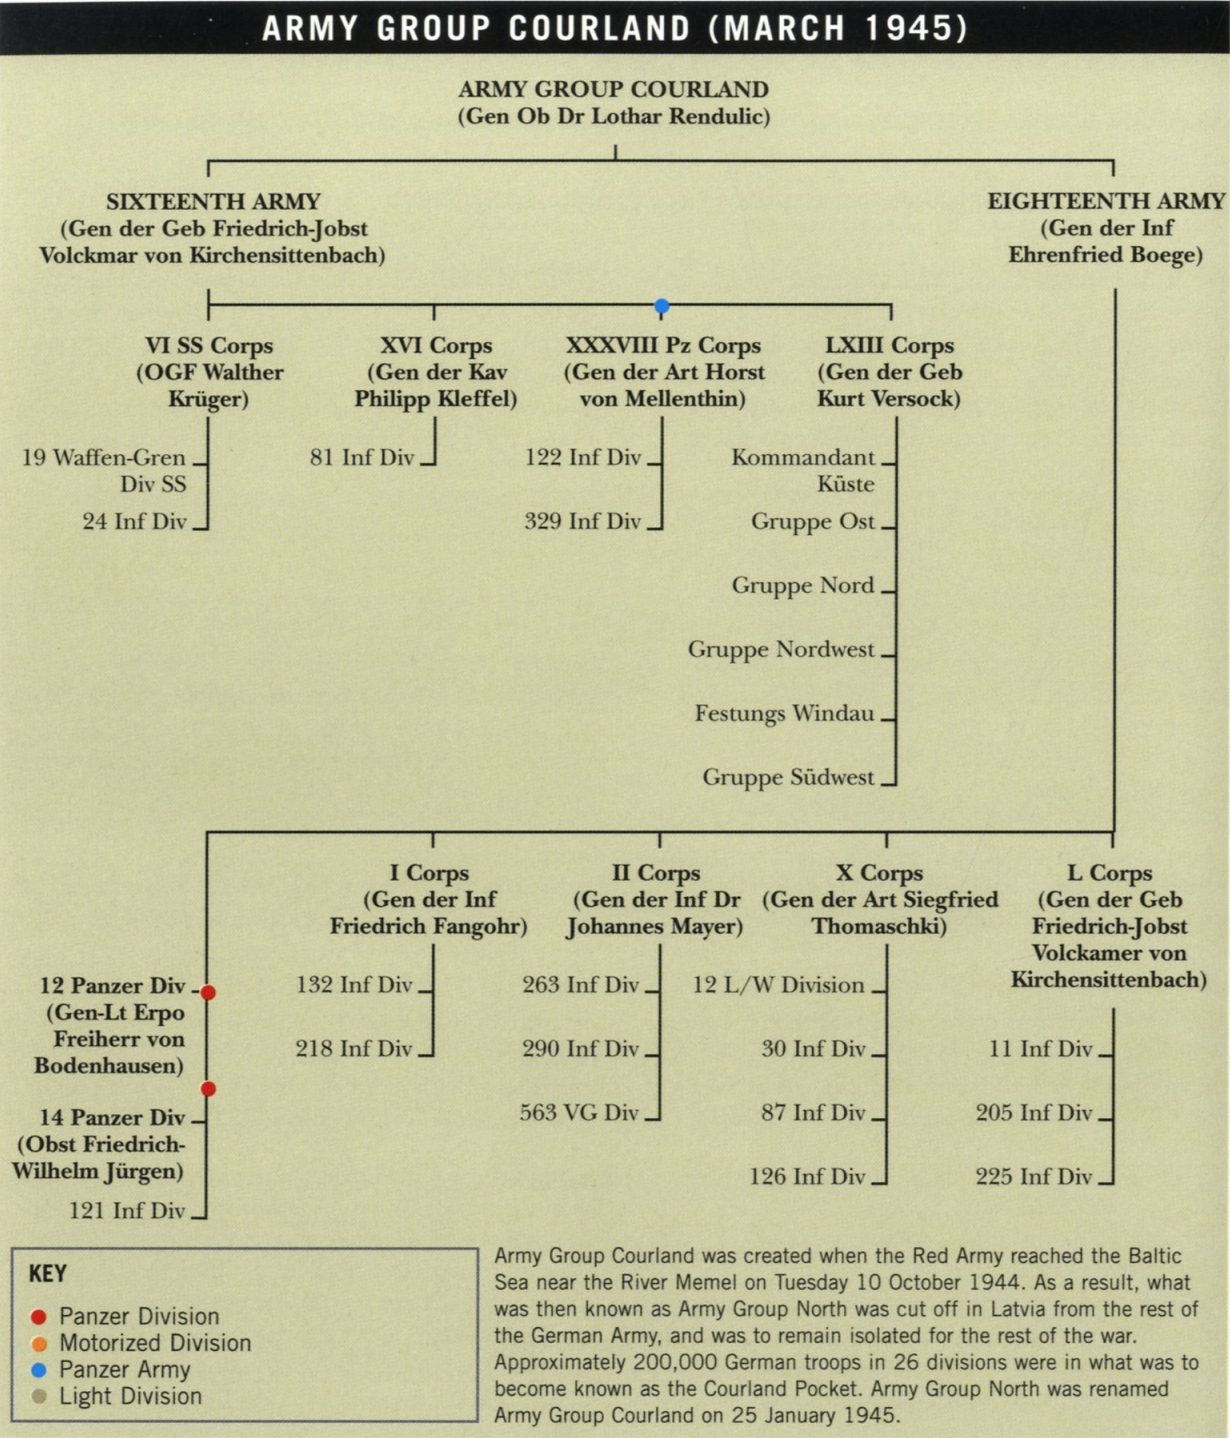 ARMY GROUP COURLAND (MARCH 1945)
ARMY GROUP COURLAND
(Gen Ob Dr Lothar Rendulic)
SIXTEENTH ARMY
(Gen der Geb Friedrich-Jobst
Volckmar von Kirchensittenbach)
EIGHTEENTH ARMY
(Gen der Inf
Ehrenfried Boege)
VI SS Corps
(OGF Walther
Krüger)
19 Waffen-Gren
Div SS
24 Inf Div
XVI Corps
(Gen der Kav
Philipp Kleffel)
81 Inf Div
XXXVIII Pz Corps
(Gen der Art Horst
von Mellenthin)
122 Inf Div
329 Inf Div
LXIII Corps
(Gen der Geb
Kurt Versock)
Kommandant
Küste
Gruppe Ost
Gruppe Nord
Gruppe Nordwest
Festungs Windau
Gruppe Südwest
12 Panzer Div
(Gen-Lt Erpo
Freiherr von
Bodenhausen)
14 Panzer Div
(Obst Friedrich-
Wilhelm Jürgen)
121 Inf Div
I Corps
(Gen der Inf
Friedrich Fangohr)
132 Inf Div
218 Inf Div
II Corps
(Gen der Inf Dr
Johannes Mayer)
263 Inf Div
290 Inf Div
563 VG Div
X Corps
(Gen der Art Siegfried
Thomaschki)
12 L/W Division
30 Inf Div
87 Inf Div
126 Inf Div
L Corps
(Gen der Geb
Friedrich-Jobst
Volckamer von
Kirchensittenbach)
11 Inf Div
205 Inf Div
225 Inf Div
KEY
Panzer Division
Motorized Division
Panzer Army
Light Division
Army Group Courland was created when the Red Army reached the Baltic
Sea near the River Memel on Tuesday 10 October 1944. As a result, what
was then known as Army Group North was cut off in Latvia from the rest of
the German Army, and was to remain isolated for the rest of the war.
Approximately 200,000 German troops in 26 divisions were in what was to
become known as the Courland Pocket. Army Group North was renamed
Army Group Courland on 25 January 1945.